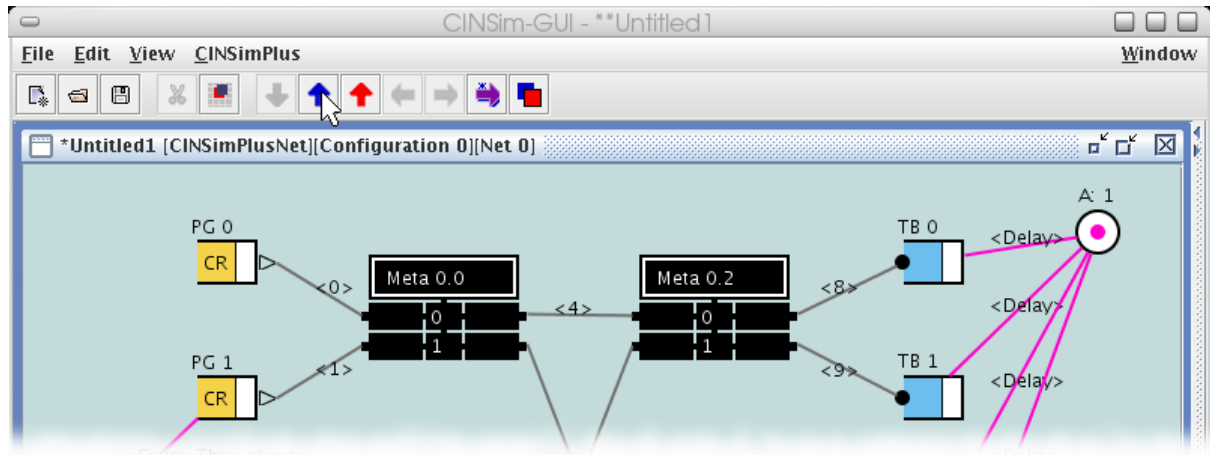 CINSim-GUI - **Untitled1
File Edit View CINSimPlus Window
*Untitled1 [CINSimPlusNet][Configuration 0][Net 0]
A: 1
PG 0 TB 0
<Delay>
CR
Meta 0.0 Meta 0.2
<0> <8>
<Delay>
0 <4> 0
1 1
PG 1 TB 1
<1> <9>
<Delay>
CR